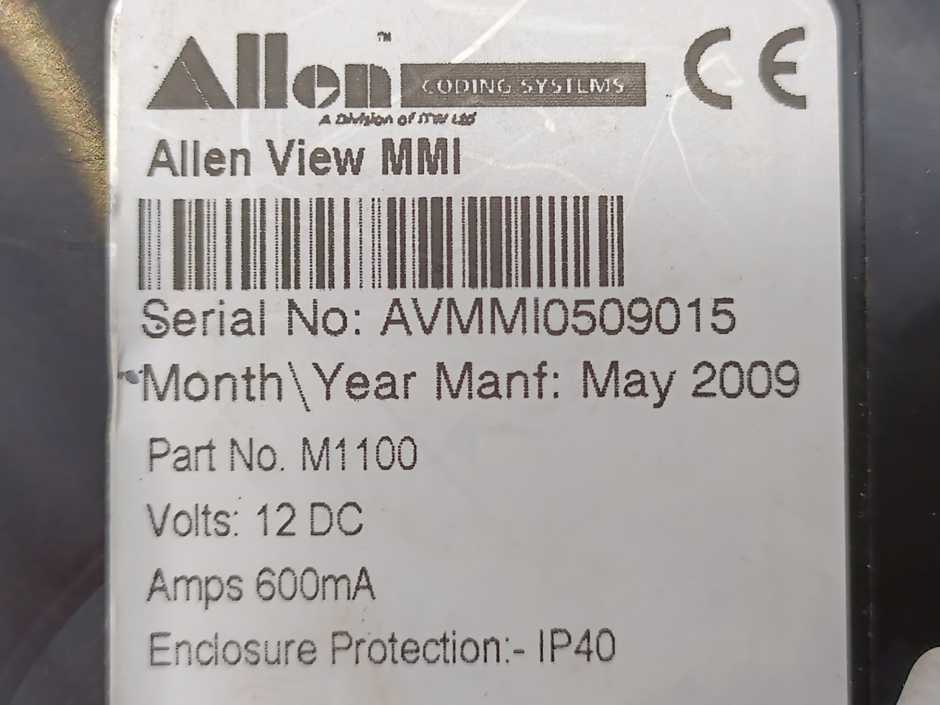 Allen™ CODING SYSTEMS CE
A Division of ITW Ltd
Allen View MMI
Serial No: AVMMI0509015
Month\Year Manf: May 2009
Part No. M1100
Volts: 12 DC
Amps 600mA
Enclosure Protection:- IP40